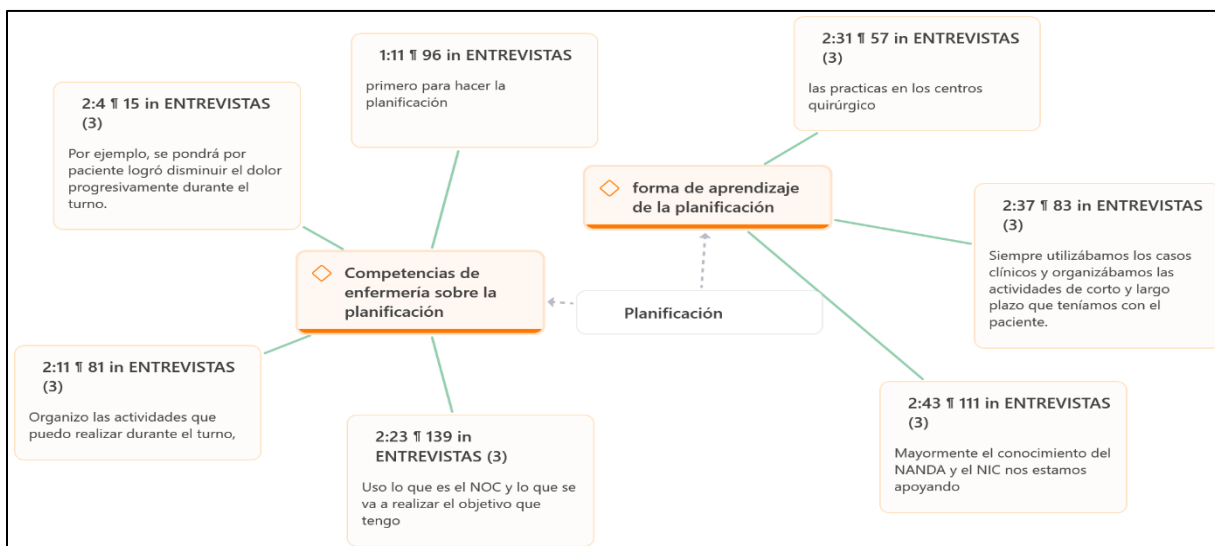 1:11 ¶ 96 in ENTREVISTAS
primero para hacer la
planificación
2:31 ¶ 57 in ENTREVISTAS
(3)
las practicas en los centros
quirúrgico
2:4 ¶ 15 in ENTREVISTAS
(3)
Por ejemplo, se pondrá por
paciente logró disminuir el dolor
progresivamente durante el
turno.
forma de aprendizaje
de la planificación
2:37 ¶ 83 in ENTREVISTAS
(3)
Siempre utilizábamos los casos
clínicos y organizábamos las
actividades de corto y largo
plazo que teníamos con el
paciente.
Competencias de
enfermería sobre la
planificación
Planificación
2:11 ¶ 81 in ENTREVISTAS
(3)
Organizo las actividades que
puedo realizar durante el turno,
2:23 ¶ 139 in
ENTREVISTAS (3)
Uso lo que es el NOC y lo que se
va a realizar el objetivo que
tengo
2:43 ¶ 111 in ENTREVISTAS
(3)
Mayormente el conocimiento del
NANDA y el NIC nos estamos
apoyando